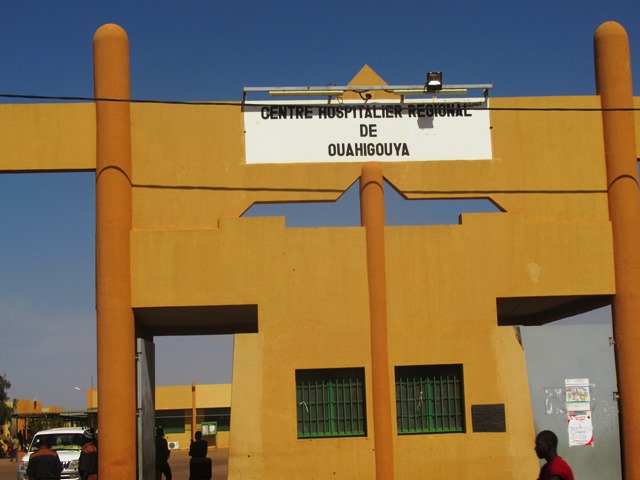 CENTRE HOSPITALIER REGIONAL
DE
OUAHIGOUYA